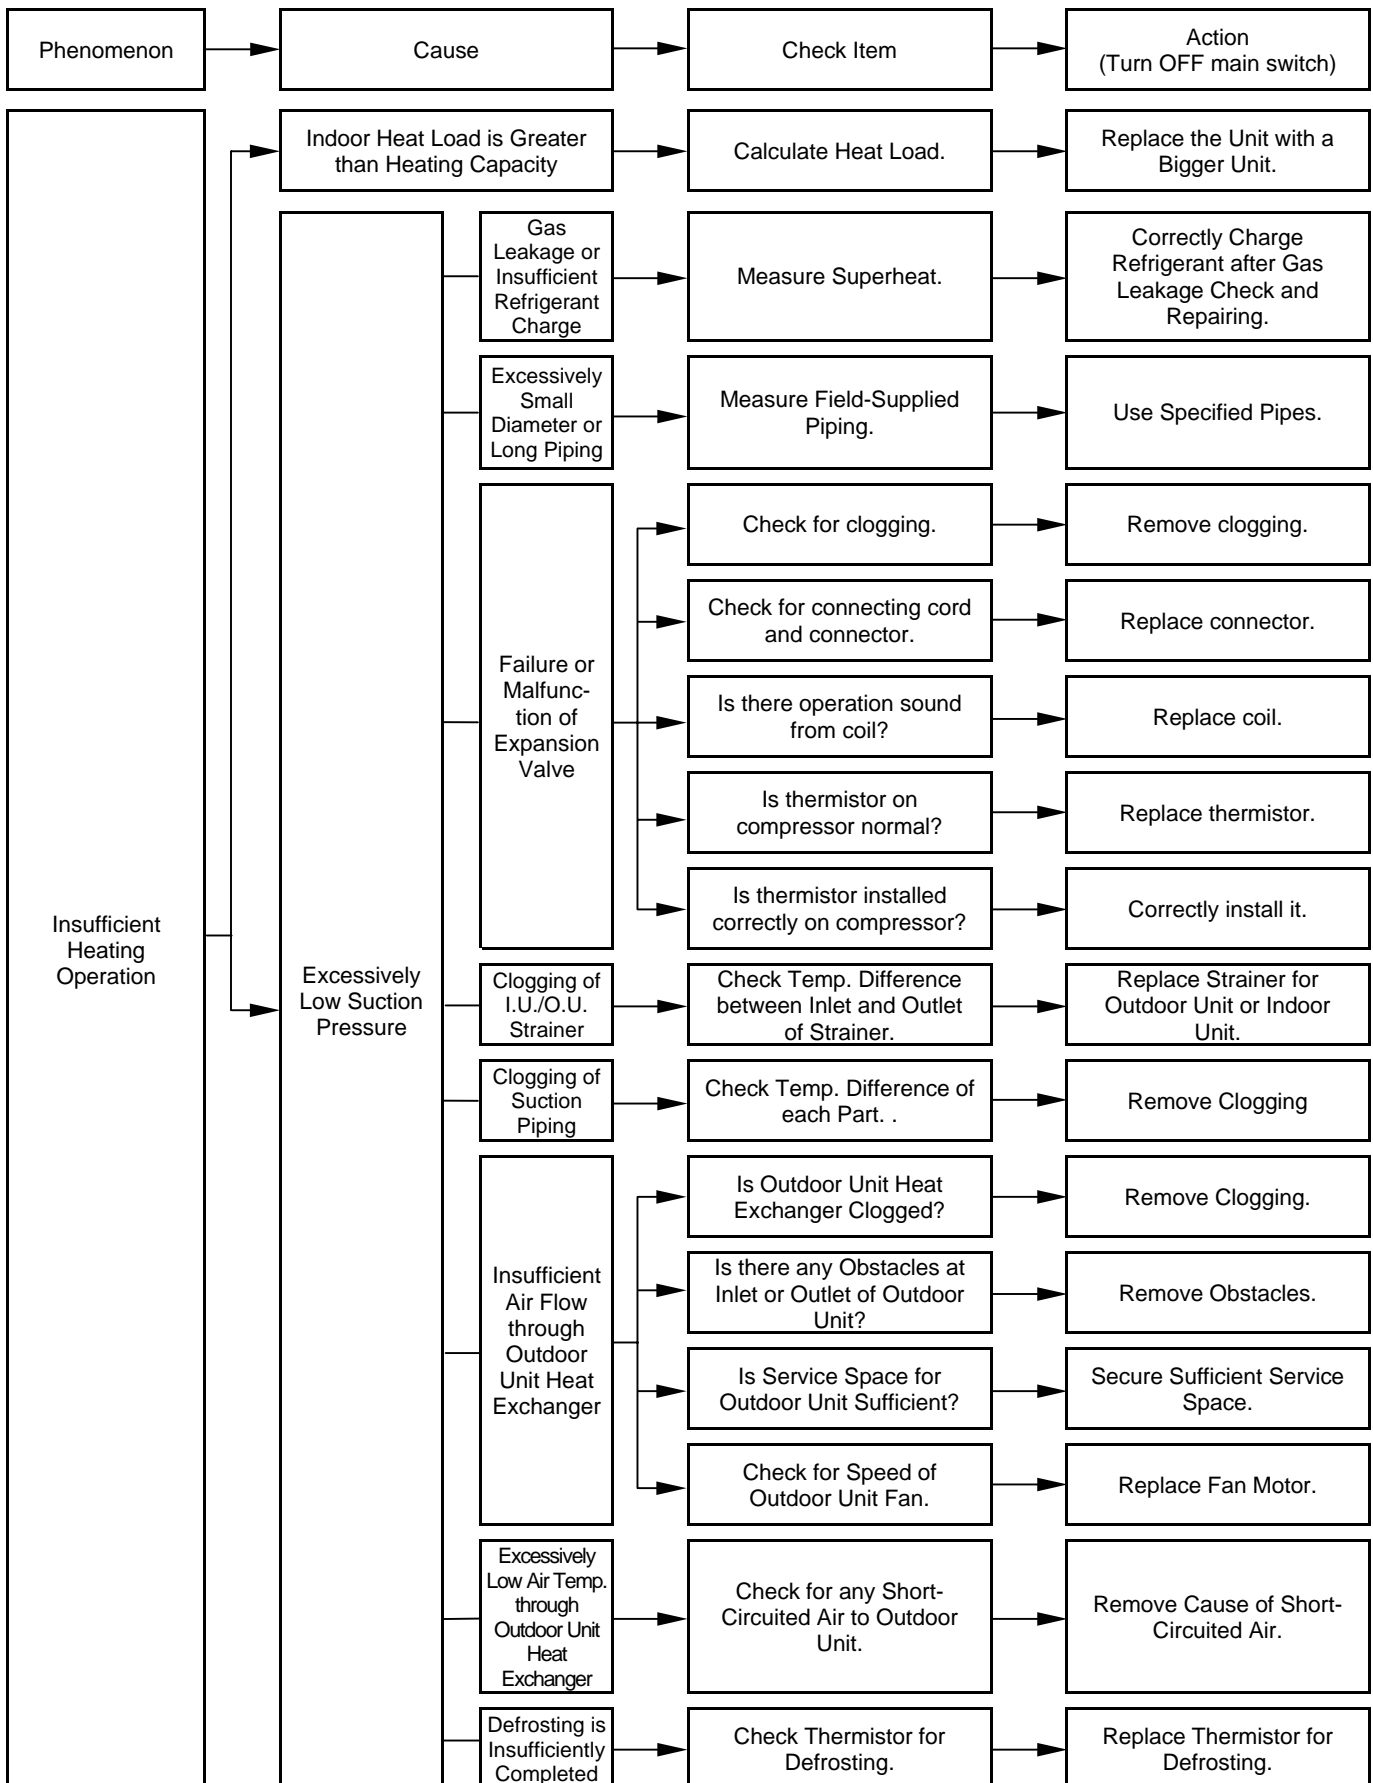 Phenomenon
Cause
Check Item
Action
(Turn OFF main switch)
Insufficient
Heating
Operation
Indoor Heat Load is Greater
than Heating Capacity
Calculate Heat Load.
Replace the Unit with a
Bigger Unit.
Excessively
Low Suction
Pressure
Gas
Leakage or
Insufficient
Refrigerant
Charge
Measure Superheat.
Correctly Charge
Refrigerant after Gas
Leakage Check and
Repairing.
Excessively
Small
Diameter or
Long Piping
Measure Field-Supplied
Piping.
Use Specified Pipes.
Failure or
Malfunc-
tion of
Expansion
Valve
Check for clogging.
Remove clogging.
Check for connecting cord
and connector.
Replace connector.
Is there operation sound
from coil?
Replace coil.
Is thermistor on
compressor normal?
Replace thermistor.
Is thermistor installed
correctly on compressor?
Correctly install it.
Clogging of
I.U./O.U.
Strainer
Check Temp. Difference
between Inlet and Outlet
of Strainer.
Replace Strainer for
Outdoor Unit or Indoor
Unit.
Clogging of
Suction
Piping
Check Temp. Difference of
each Part. .
Remove Clogging
Insufficient
Air Flow
through
Outdoor
Unit Heat
Exchanger
Is Outdoor Unit Heat
Exchanger Clogged?
Remove Clogging.
Is there any Obstacles at
Inlet or Outlet of Outdoor
Unit?
Remove Obstacles.
Is Service Space for
Outdoor Unit Sufficient?
Secure Sufficient Service
Space.
Check for Speed of
Outdoor Unit Fan.
Replace Fan Motor.
Excessively
Low Air Temp.
through
Outdoor Unit
Heat
Exchanger
Check for any Short-
Circuited Air to Outdoor
Unit.
Remove Cause of Short-
Circuited Air.
Defrosting is
Insufficiently
Completed
Check Thermistor for
Defrosting.
Replace Thermistor for
Defrosting.